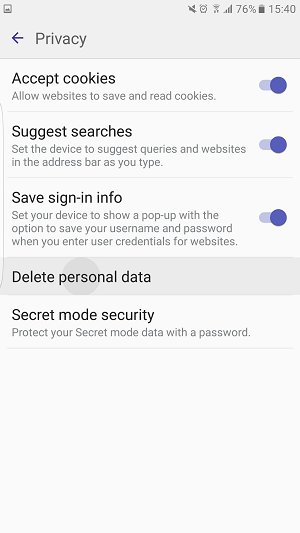 76% 15:40
Privacy
Accept cookies
Allow websites to save and read cookies.
Suggest searches
Set the device to suggest queries and websites
in the address bar as you type.
Save sign-in info
Set your device to show a pop-up with the
option to save your username and password
when you enter user credentials for websites.
Delete personal data
Secret mode security
Protect your Secret mode data with a password.